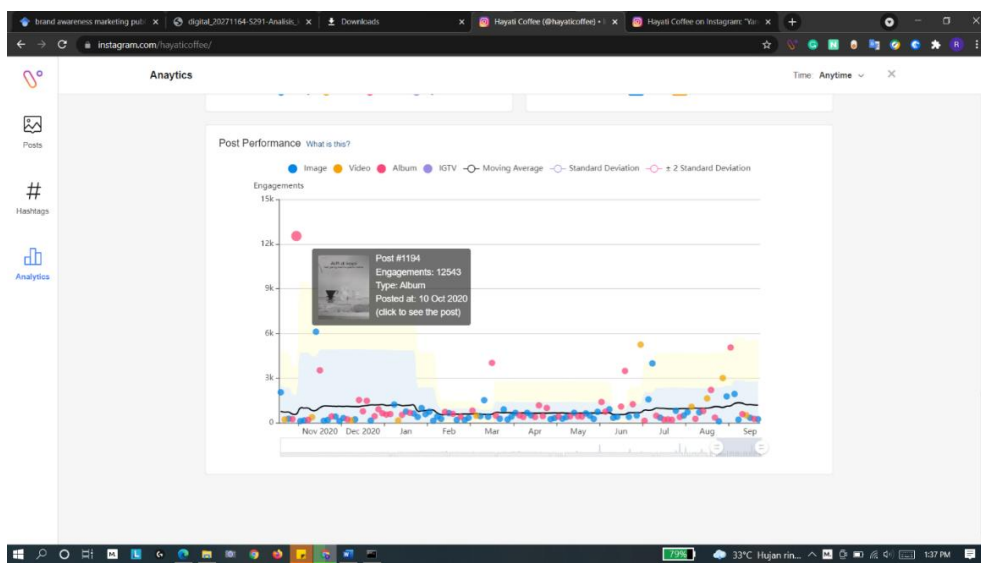 brand awareness marketing pub
digital_20271164-S291-Analisis_
Downloads
Hayati Coffee (@hayaticoffee) •
Hayati Coffee on Instagram: "Yan
instagram.com/hayaticoffee/
Anaytics
Time Anytime
Posts
Hashtags
Analytics
Post Performance What is this?
Image Video Album IGTV Moving Average Standard Deviation ± 2 Standard Deviation
Engagements
15k
12k
9k
6k
3k
0
Post #1194
Engagements: 12543
Type: Album
Posted at: 10 Oct 2020
(click to see the post)
Nov 2020 Dec 2020 Jan Feb Mar Apr May Jun Jul Aug Sep
79%
33°C Hujan rin...
1:37 PM